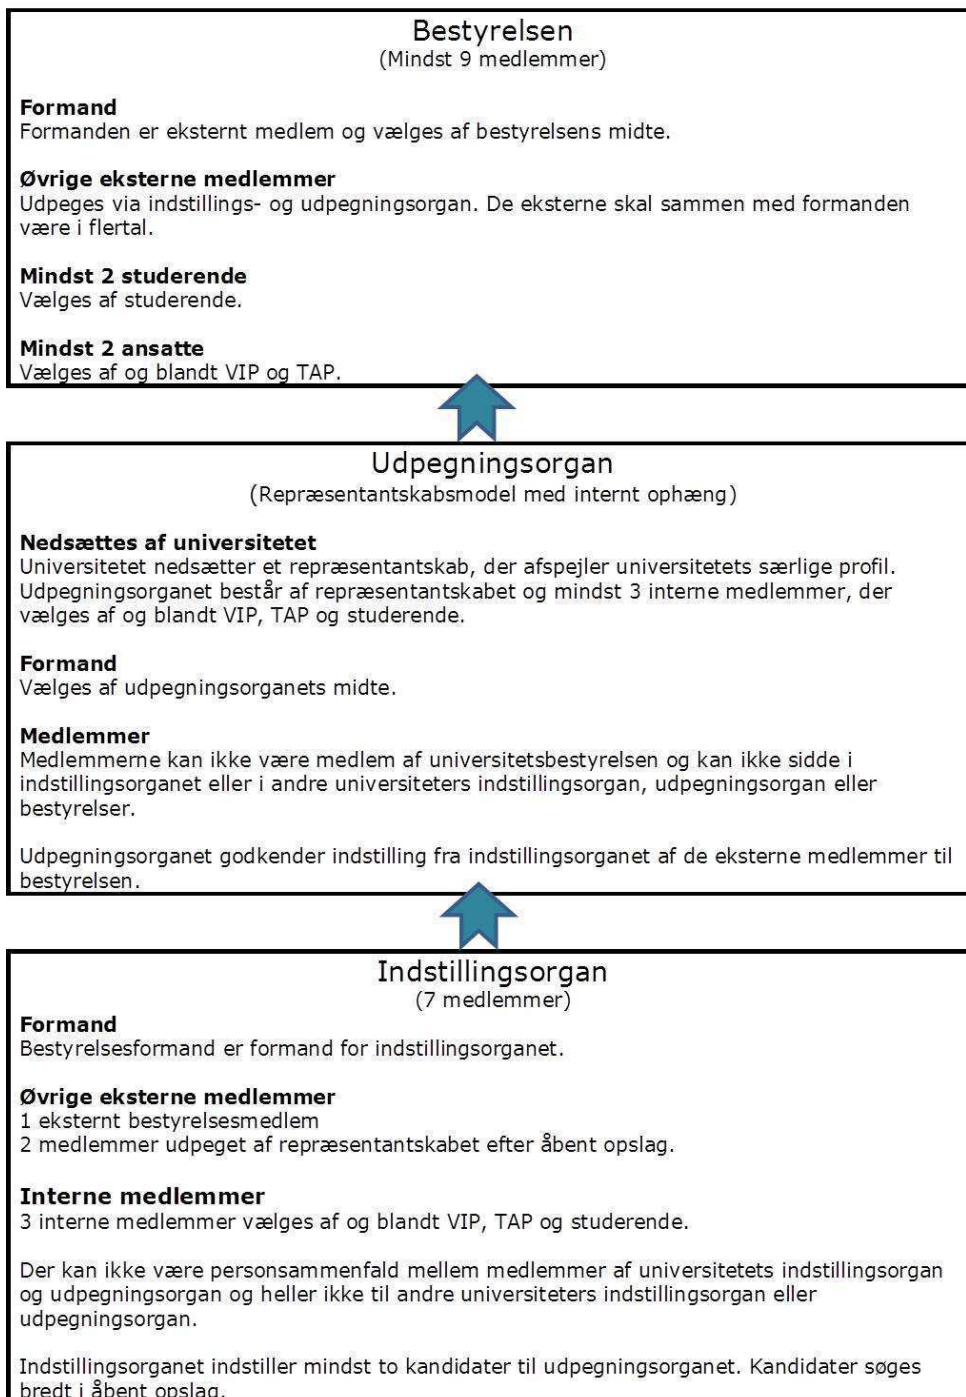 Bestyrelsen
(Mindst 9 medlemmer)
Formand
Formanden er eksternt medlem og vælges af bestyrelsens midte.
Øvrige eksterne medlemmer
Udpeges via indstillings- og udpegningsorgan. De eksterne skal sammen med formanden
være i flertal.
Mindst 2 studerende
Vælges af studerende.
Mindst 2 ansatte
Vælges af og blandt VIP og TAP.
Udpegningsorgan
(Repræsentantskabsmodel med internt ophæng)
Nedsættes af universitetet
Universitetet nedsætter et repræsentantskab, der afspejler universitetets særlige profil.
Udpegningsorganet består af repræsentantskabet og mindst 3 interne medlemmer, der
vælges af og blandt VIP, TAP og studerende.
Formand
Vælges af udpegningsorganets midte.
Medlemmer
Medlemmerne kan ikke være medlem af universitetsbestyrelsen og kan ikke sidde i
indstillingsorganet eller i andre universiteters indstillingsorgan, udpegningsorgan eller
bestyrelser.
Udpegningsorganet godkender indstilling fra indstillingsorganet af de eksterne medlemmer til
bestyrelsen.
Indstillingsorgan
(7 medlemmer)
Formand
Bestyrelsesformand er formand for indstillingsorganet.
Øvrige eksterne medlemmer
1 eksternt bestyrelsesmedlem
2 medlemmer udpeget af repræsentantskabet efter åbent opslag.
Interne medlemmer
3 interne medlemmer vælges af og blandt VIP, TAP og studerende.
Der kan ikke være personsammenfald mellem medlemmer af universitetets indstillingsorgan
og udpegningsorgan og heller ikke til andre universiteters indstillingsorgan eller
udpegningsorgan.
Indstillingsorganet indstiller mindst to kandidater til udpegningsorganet. Kandidater søges
bredt i åbent opslag.